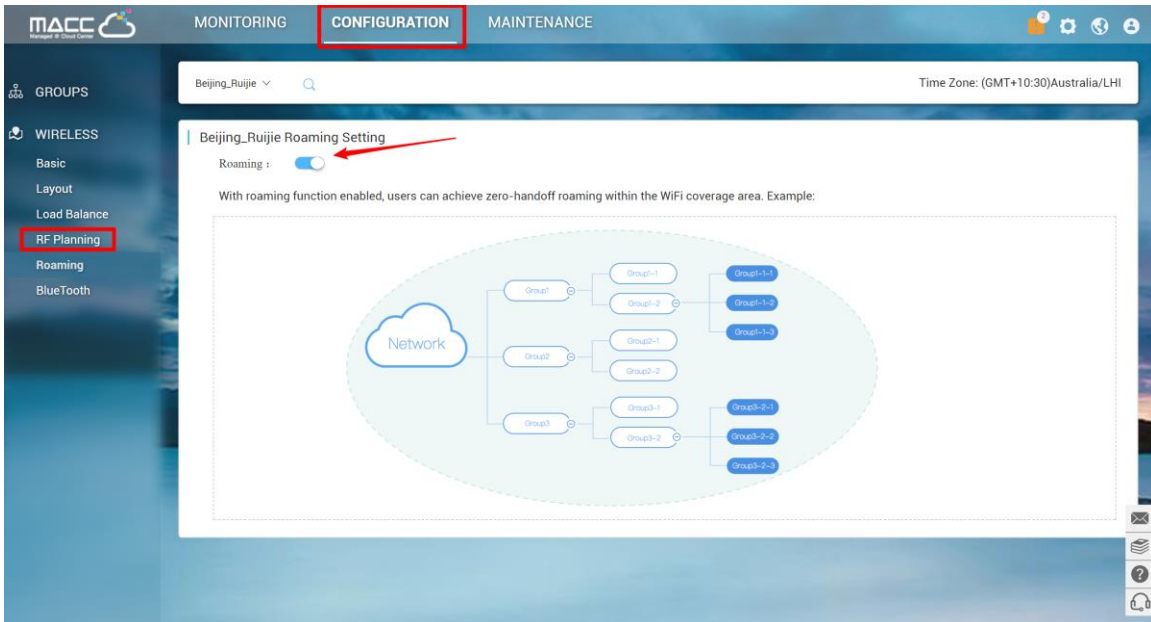 MACC
Managed @ Cloud Center
MONITORING
CONFIGURATION
MAINTENANCE
2
GROUPS
WIRELESS
Basic
Layout
Load Balance
RF Planning
Roaming
BlueTooth
Beijing_Ruijie
Time Zone: (GMT+10:30)Australia/LHI
Beijing_Ruijie Roaming Setting
Roaming :
With roaming function enabled, users can achieve zero-handoff roaming within the WiFi coverage area. Example:
Network
Group1
Group1-1
Group1-2
Group1-1-1
Group1-1-2
Group1-1-3
Group2
Group2-1
Group2-2
Group3
Group3-1
Group3-2
Group3-2-1
Group3-2-2
Group3-2-3